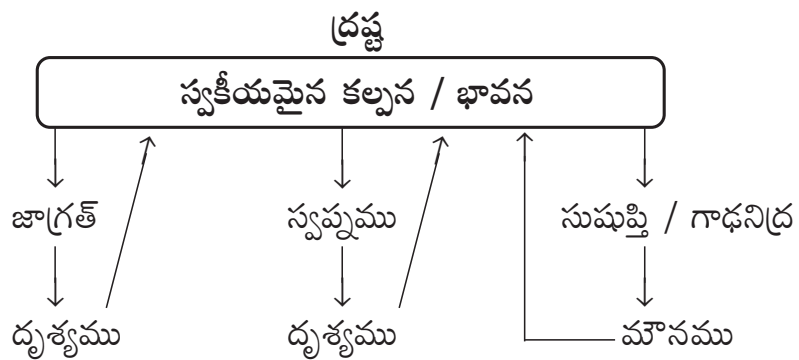 ద్రష్ట
స్వకీయమైన కల్పన / భావన
జాగ్రత్ స్వప్నము సుషుప్తి / గాఢనిద్ర
దృశ్యము దృశ్యము మౌనము